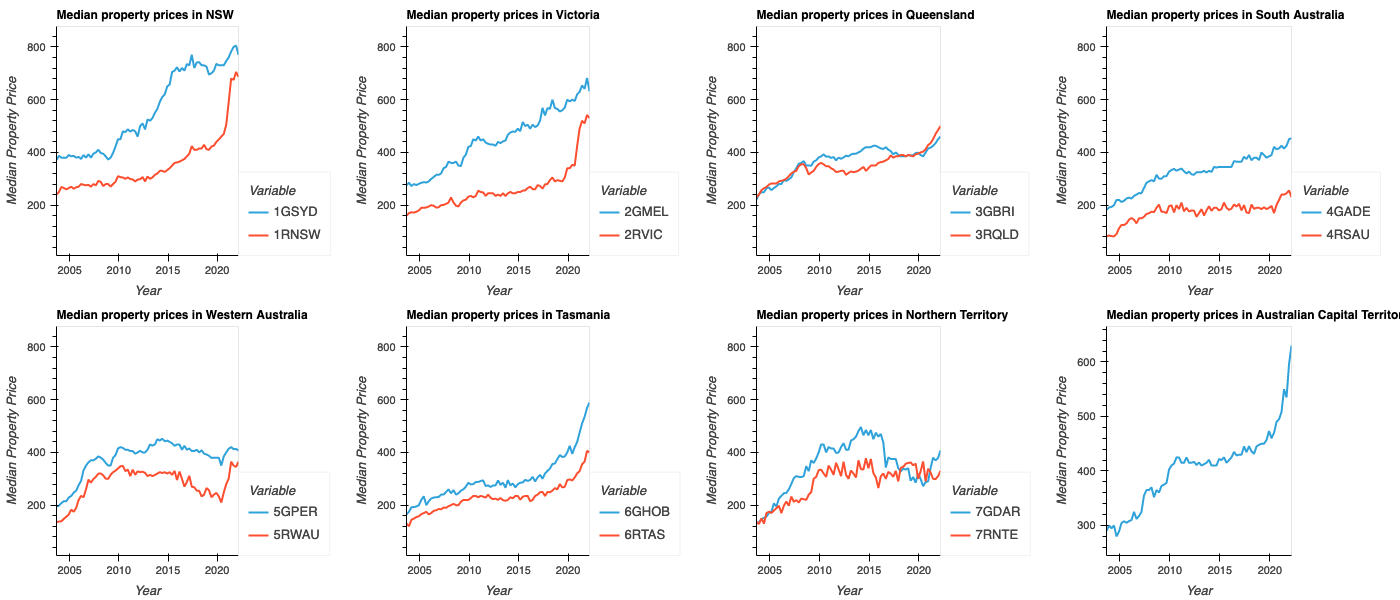 Median property prices in NSW
800
600
400
200
Median Property Price
2005 2010 2015 2020
Year
Variable
1GSYD
1RNSW
Median property prices in Victoria
800
600
400
200
Median Property Price
2005 2010 2015 2020
Year
Variable
2GMEL
2RVIC
Median property prices in Queensland
800
600
400
200
Median Property Price
2005 2010 2015 2020
Year
Variable
3GBRI
3RQLD
Median property prices in South Australia
800
600
400
200
Median Property Price
2005 2010 2015 2020
Year
Variable
4GADE
4RSAU
Median property prices in Western Australia
800
600
400
200
Median Property Price
2005 2010 2015 2020
Year
Variable
5GPER
5RWAU
Median property prices in Tasmania
800
600
400
200
Median Property Price
2005 2010 2015 2020
Year
Variable
6GHOB
6RTAS
Median property prices in Northern Territory
800
600
400
200
Median Property Price
2005 2010 2015 2020
Year
Variable
7GDAR
7RNTE
Median property prices in Australian Capital Territo
600
500
400
300
Median Property Price
2005 2010 2015 2020
Year